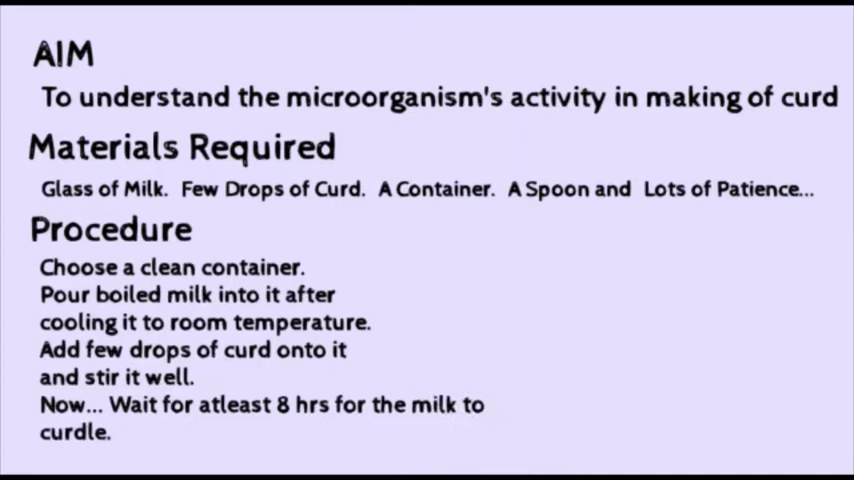 AIM
To understand the microorganism's activity in making of curd
Materials Required
Glass of Milk. Few Drops of Curd. A Container. A Spoon and Lots of Patience...
Procedure
Choose a clean container.
Pour boiled milk into it after
cooling it to room temperature.
Add few drops of curd onto it
and stir it well.
Now... Wait for atleast 8 hrs for the milk to
curdle.